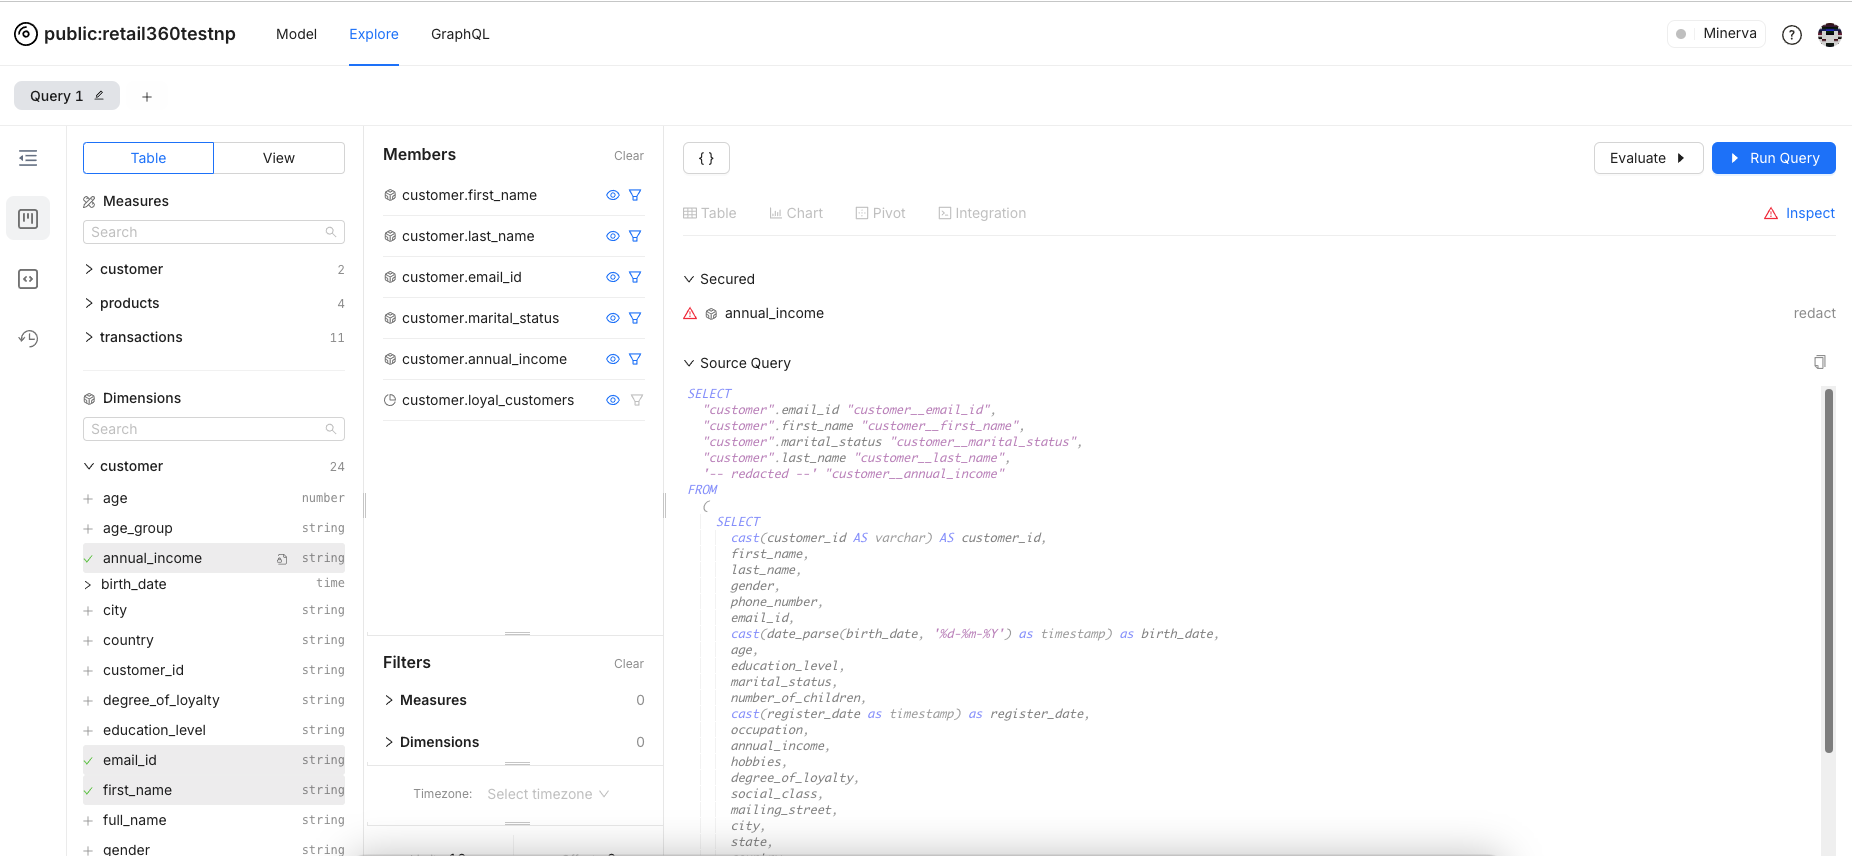 public:retail360testnp
Model
Explore
GraphQL
Minerva
Query 1
+
Table
View
Measures
Search
customer 2
products 4
transactions 11
Dimensions
Search
customer 24
age number
age_group string
annual_income string
birth_date time
city string
country string
customer_id string
degree_of_loyalty string
education_level string
email_id string
first_name string
full_name string
gender string
Members Clear
customer.first_name
customer.last_name
customer.email_id
customer.marital_status
customer.annual_income
customer.loyal_customers
Filters Clear
Measures 0
Dimensions 0
Timezone: Select timezone
{ }
Evaluate
Run Query
Table
Chart
Pivot
Integration
Inspect
Secured
annual_income redact
Source Query
SELECT
"customer".email_id "customer__email_id",
"customer".first_name "customer__first_name",
"customer".marital_status "customer__marital_status",
"customer".last_name "customer__last_name",
'-- redacted --' "customer__annual_income"
FROM
(
SELECT
cast(customer_id AS varchar) AS customer_id,
first_name,
last_name,
gender,
phone_number,
email_id,
cast(date_parse(birth_date, '%d-%m-%Y') as timestamp) as birth_date,
age,
education_level,
marital_status,
number_of_children,
cast(register_date as timestamp) as register_date,
occupation,
annual_income,
hobbies,
degree_of_loyalty,
social_class,
mailing_street,
city,
state,